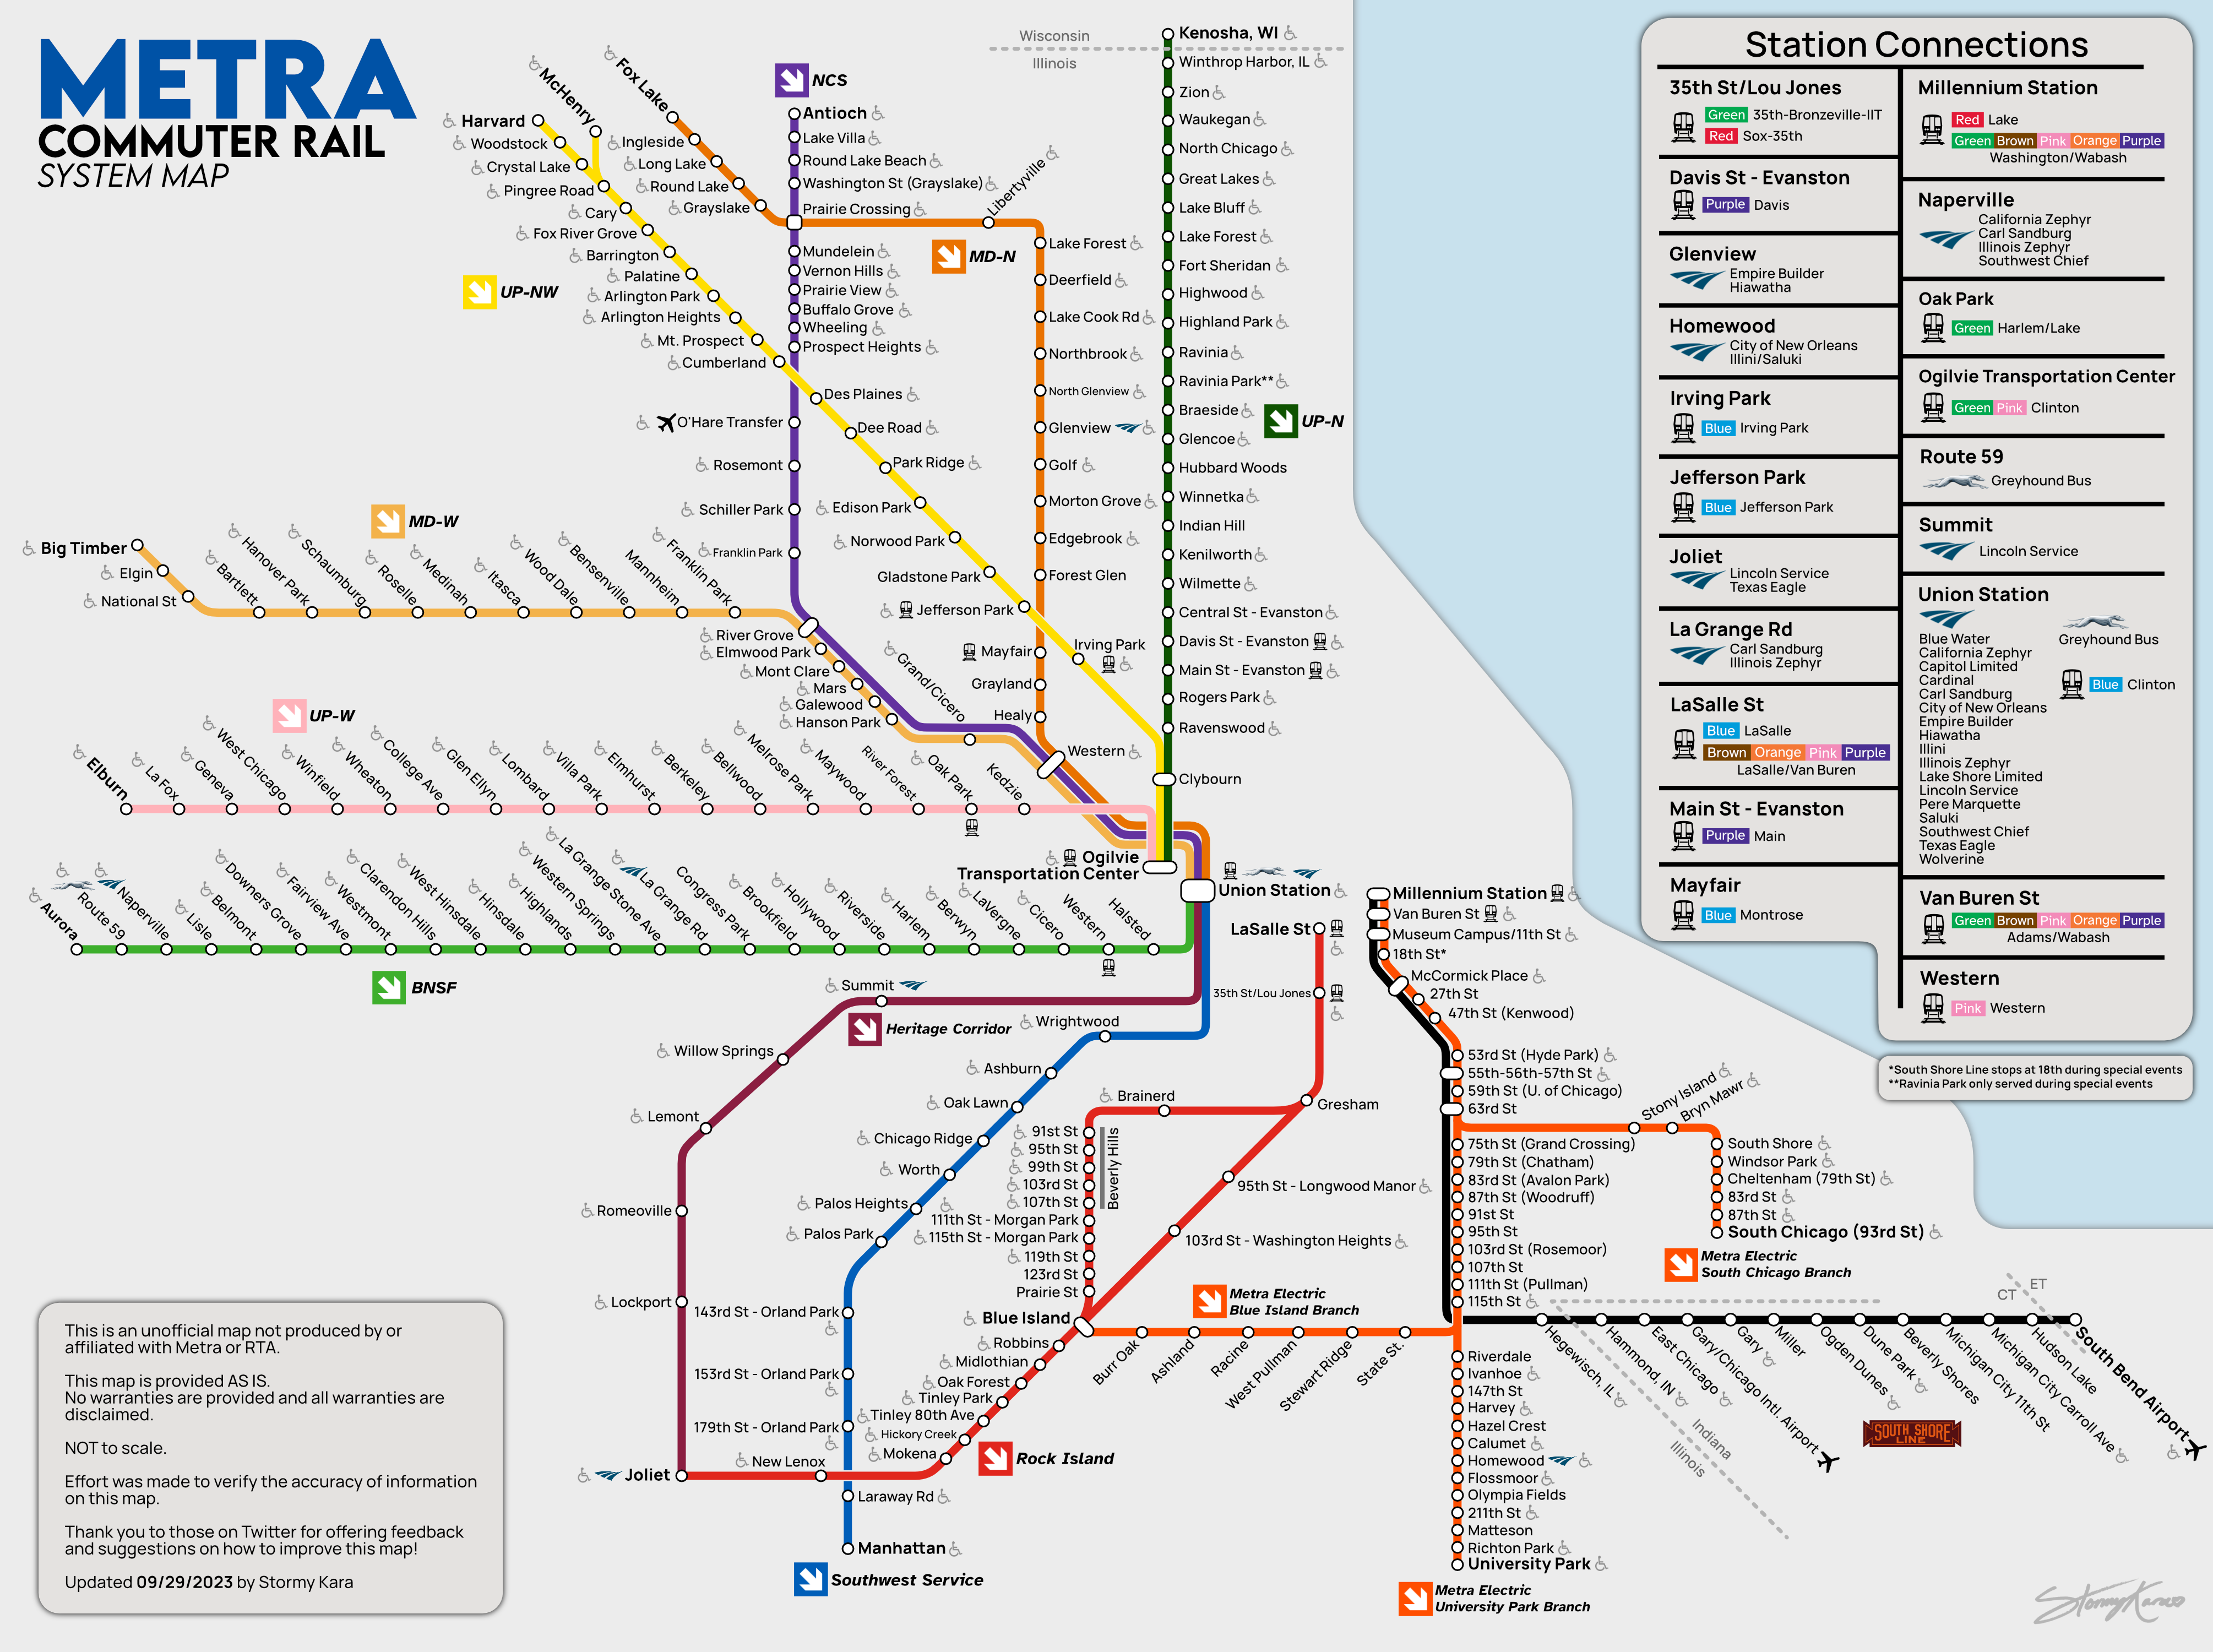 METRA
COMMUTER RAIL
SYSTEM MAP
Wisconsin
Illinois
NCS
Antioch
Lake Villa
Round Lake Beach
Washington St (Grayslake)
Prairie Crossing
Mundelein
Vernon Hills
Prairie View
Buffalo Grove
Wheeling
Prospect Heights
O'Hare Transfer
Rosemont
Schiller Park
Franklin Park
UP-NW
Harvard
McHenry
Woodstock
Crystal Lake
Pingree Road
Cary
Fox River Grove
Barrington
Palatine
Arlington Park
Arlington Heights
Mt. Prospect
Cumberland
Des Plaines
Dee Road
Park Ridge
Edison Park
Norwood Park
Gladstone Park
Jefferson Park
Irving Park
Clybourn
MD-N
Fox Lake
Ingleside
Long Lake
Round Lake
Grayslake
Libertyville
Lake Forest
Deerfield
Lake Cook Rd
Northbrook
North Glenview
Glenview
Golf
Morton Grove
Edgebrook
Forest Glen
Mayfair
Grayland
Healy
Western
UP-N
Kenosha, WI
Winthrop Harbor, IL
Zion
Waukegan
North Chicago
Great Lakes
Lake Bluff
Lake Forest
Fort Sheridan
Highwood
Highland Park
Ravinia
Ravinia Park**
Braeside
Glencoe
Hubbard Woods
Winnetka
Indian Hill
Kenilworth
Wilmette
Central St - Evanston
Davis St - Evanston
Main St - Evanston
Rogers Park
Ravenswood
MD-W
Big Timber
Elgin
National St
Bartlett
Hanover Park
Schaumburg
Roselle
Medinah
Itasca
Wood Dale
Bensenville
Mannheim
Franklin Park
River Grove
Elmwood Park
Mont Clare
Mars
Galewood
Hanson Park
Grand/Cicero
UP-W
Elburn
La Fox
Geneva
West Chicago
Winfield
Wheaton
College Ave
Glen Ellyn
Lombard
Villa Park
Elmhurst
Berkeley
Bellwood
Melrose Park
Maywood
River Forest
Oak Park
Kedzie
Ogilvie
Transportation Center
Union Station
BNSF
Aurora
Route 59
Naperville
Lisle
Belmont
Downers Grove
Fairview Ave
Westmont
Clarendon Hills
West Hinsdale
Hinsdale
Highlands
Western Springs
La Grange Stone Ave
La Grange Rd
Congress Park
Brookfield
Hollywood
Riverside
Harlem
Berwyn
LaVergne
Cicero
Western
Halsted
Heritage Corridor
Summit
Willow Springs
Lemont
Romeoville
Lockport
Joliet
Southwest Service
Wrightwood
Ashburn
Oak Lawn
Chicago Ridge
Worth
Palos Heights
Palos Park
143rd St - Orland Park
153rd St - Orland Park
179th St - Orland Park
Laraway Rd
Manhattan
Rock Island
LaSalle St
35th St/Lou Jones
Gresham
Brainerd
91st St
95th St
99th St
103rd St
107th St
Beverly Hills
111th St - Morgan Park
115th St - Morgan Park
119th St
123rd St
Prairie St
95th St - Longwood Manor
103rd St - Washington Heights
Blue Island
Robbins
Midlothian
Oak Forest
Tinley Park
Tinley 80th Ave
Hickory Creek
Mokena
New Lenox
Millennium Station
Van Buren St
Museum Campus/11th St
18th St*
McCormick Place
27th St
47th St (Kenwood)
53rd St (Hyde Park)
55th-56th-57th St
59th St (U. of Chicago)
63rd St
75th St (Grand Crossing)
79th St (Chatham)
83rd St (Avalon Park)
87th St (Woodruff)
91st St
95th St
103rd St (Rosemoor)
107th St
111th St (Pullman)
115th St
Riverdale
Ivanhoe
147th St
Harvey
Hazel Crest
Calumet
Homewood
Flossmoor
Olympia Fields
211th St
Matteson
Richton Park
University Park
Metra Electric
University Park Branch
Metra Electric
Blue Island Branch
Burr Oak
Ashland
Racine
West Pullman
Stewart Ridge
State St.
Stony Island
Bryn Mawr
South Shore
Windsor Park
Cheltenham (79th St)
83rd St
87th St
South Chicago (93rd St)
Metra Electric
South Chicago Branch
CT
ET
Hegewisch, IL
Hammond, IN
East Chicago
Gary/Chicago Intl. Airport
Gary
Miller
Ogden Dunes
Dune Park
Beverly Shores
Michigan City 11th St
Michigan City Carroll Ave
Hudson Lake
South Bend Airport
Indiana
Illinois
SOUTH SHORE
LINE
Station Connections
35th St/Lou Jones
Green 35th-Bronzeville-IIT
Red Sox-35th
Davis St - Evanston
Purple Davis
Glenview
Empire Builder
Hiawatha
Homewood
City of New Orleans
Illini/Saluki
Irving Park
Blue Irving Park
Jefferson Park
Blue Jefferson Park
Joliet
Lincoln Service
Texas Eagle
La Grange Rd
Carl Sandburg
Illinois Zephyr
LaSalle St
Blue LaSalle
Brown Orange Pink Purple
LaSalle/Van Buren
Main St - Evanston
Purple Main
Mayfair
Blue Montrose
Millennium Station
Red Lake
Green Brown Pink Orange Purple
Washington/Wabash
Naperville
California Zephyr
Carl Sandburg
Illinois Zephyr
Southwest Chief
Oak Park
Green Harlem/Lake
Ogilvie Transportation Center
Green Pink Clinton
Route 59
Greyhound Bus
Summit
Lincoln Service
Union Station
Blue Water
California Zephyr
Capitol Limited
Cardinal
Carl Sandburg
City of New Orleans
Empire Builder
Hiawatha
Illini
Illinois Zephyr
Lake Shore Limited
Lincoln Service
Pere Marquette
Saluki
Southwest Chief
Texas Eagle
Wolverine
Greyhound Bus
Blue Clinton
Van Buren St
Green Brown Pink Orange Purple
Adams/Wabash
Western
Pink Western
*South Shore Line stops at 18th during special events
**Ravinia Park only served during special events
This is an unofficial map not produced by or
affiliated with Metra or RTA.
This map is provided AS IS.
No warranties are provided and all warranties are
disclaimed.
NOT to scale.
Effort was made to verify the accuracy of information
on this map.
Thank you to those on Twitter for offering feedback
and suggestions on how to improve this map!
Updated 09/29/2023 by Stormy Kara